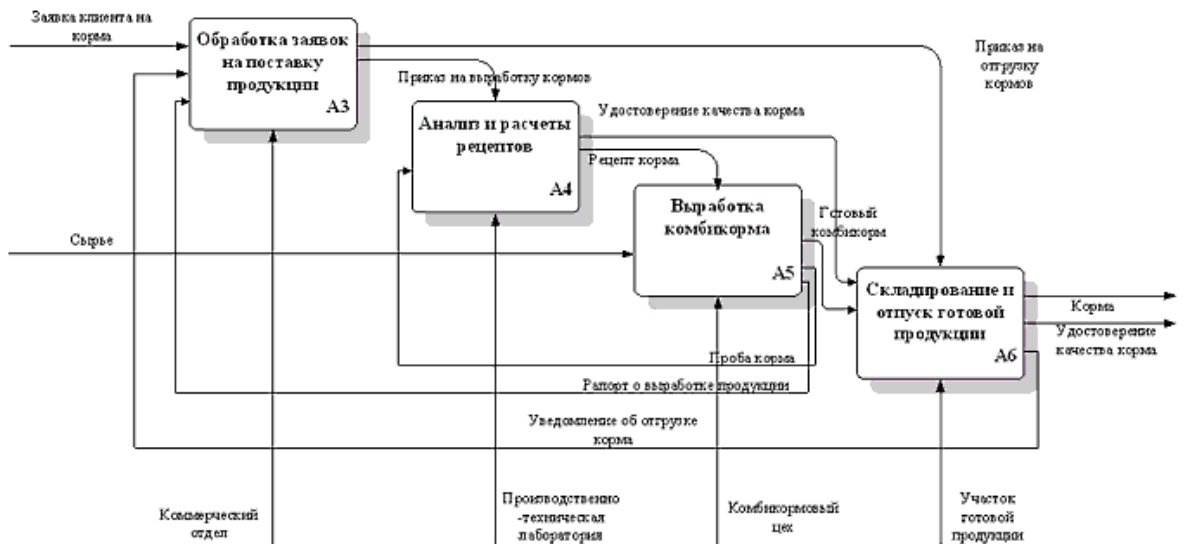 Заявка клиента на
корма
Обработка заявок
на поставку
продукции
A3
Приказ на
отгрузку
кормов
Приказ на выработку кормов
Анализ и расчеты
рецептов
A4
Удостоверение качества корма
Рецепт корма
Выработка
комбикорма
A5
Готовый
комбикорм
Сырье
Складирование и
отпуск готовой
продукции
A6
Корма
Удостоверение
качества корма
Проба корма
Рапорт о выработке продукции
Уведомление об отгрузке
корма
Коммерческий
отдел
Производственно
-техническая
лаборатория
Комбикормовый
цех
Участок
готовой
продукции